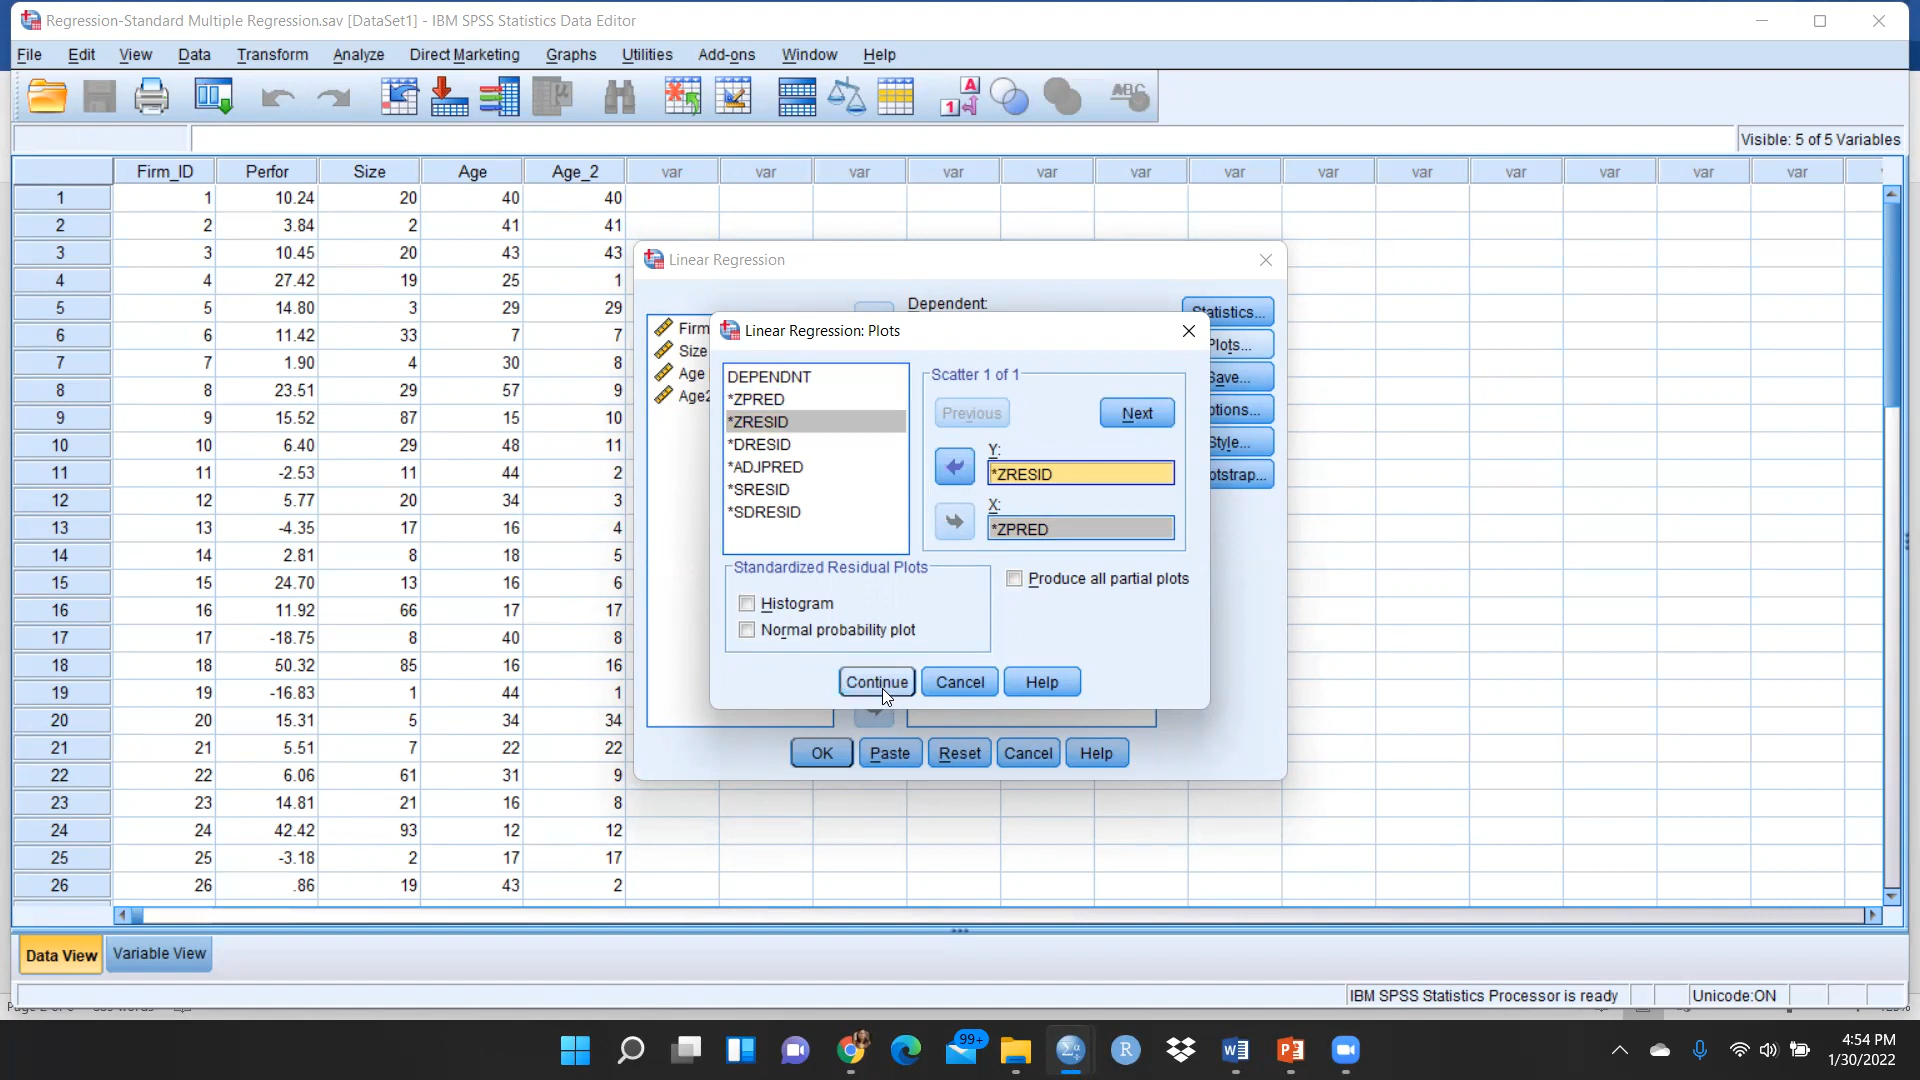 Regression-Standard Multiple Regression.sav [DataSet1] - IBM SPSS Statistics Data Editor
File Edit View Data Transform Analyze Direct Marketing Graphs Utilities Add-ons Window Help
Visible: 5 of 5 Variables
Firm_ID Perfor Size Age Age_2 var var var var var var var var var var var var var
1 1 10.24 20 40 40
2 2 3.84 2 41 41
3 3 10.45 20 43 43
4 4 27.42 19 25 1
5 5 14.80 3 29 29
6 6 11.42 33 7 7
7 7 1.90 4 30 8
8 8 23.51 29 57 9
9 9 15.52 87 15 10
10 10 6.40 29 48 11
11 11 -2.53 11 44 2
12 12 5.77 20 34 3
13 13 -4.35 17 16 4
14 14 2.81 8 18 5
15 15 24.70 13 16 6
16 16 11.92 66 17 17
17 17 -18.75 8 40 8
18 18 50.32 85 16 16
19 19 -16.83 1 44 1
20 20 15.31 5 34 34
21 21 5.51 7 22 22
22 22 6.06 61 31 9
23 23 14.81 21 16 8
24 24 42.42 93 12 12
25 25 -3.18 2 17 17
26 26 .86 19 43 2
Linear Regression
Dependent:
Firm
Size
Age
Age2
Statistics...
Plots...
Save...
ptions...
Style...
otstrap...
Linear Regression: Plots
DEPENDNT
*ZPRED
*ZRESID
*DRESID
*ADJPRED
*SRESID
*SDRESID
Scatter 1 of 1
Previous Next
Y:
*ZRESID
X:
*ZPRED
Standardized Residual Plots
Histogram
Normal probability plot
Produce all partial plots
Continue Cancel Help
OK Paste Reset Cancel Help
Data View Variable View
IBM SPSS Statistics Processor is ready Unicode:ON
99+
4:54 PM
1/30/2022